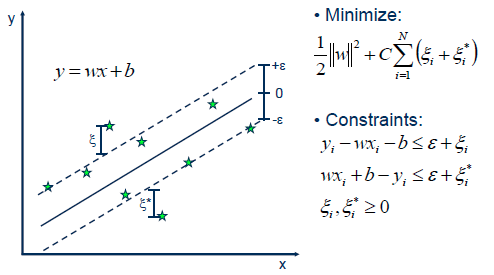 y
y = wx + b
+ε
0
-ε
ξ
ξ*
x
• Minimize:
1/2 ‖w‖² + C ∑_{i=1}^{N} (ξ_i + ξ_i^*)
• Constraints:
y_i − wx_i − b ≤ ε + ξ_i
wx_i + b − y_i ≤ ε + ξ_i^*
ξ_i, ξ_i^* ≥ 0